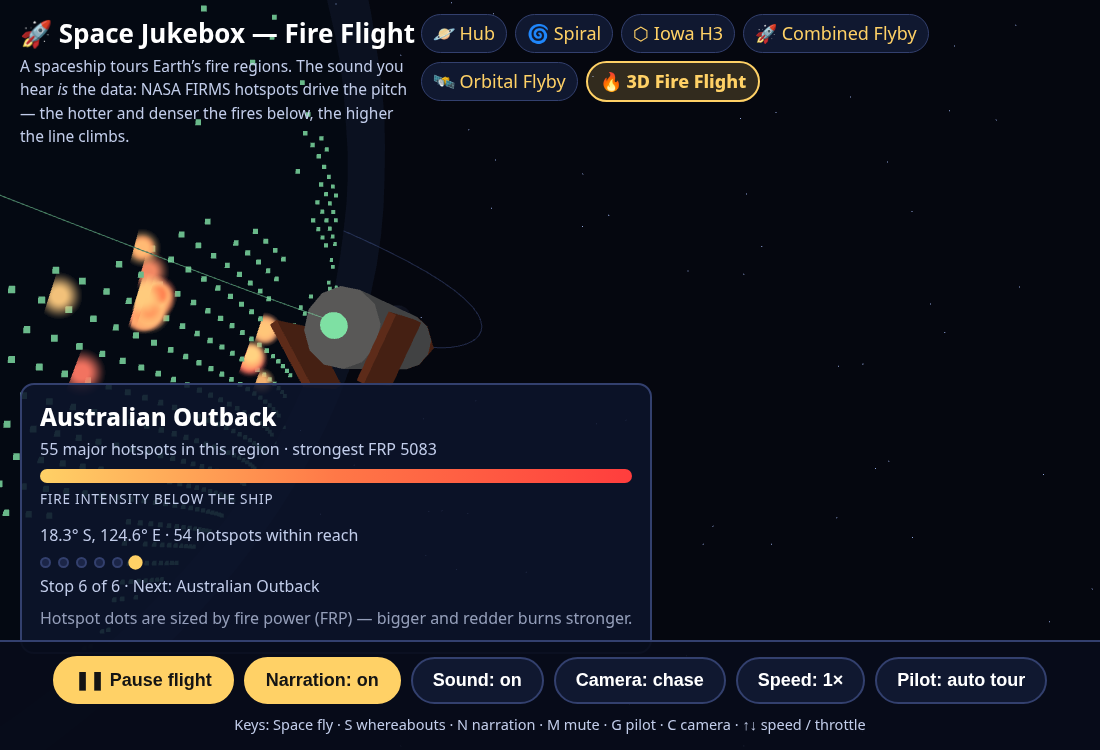 🚀 Space Jukebox — Fire Flight
A spaceship tours Earth’s fire regions. The sound you
hear is the data: NASA FIRMS hotspots drive the pitch
— the hotter and denser the fires below, the higher
the line climbs.
🪐 Hub
🌀 Spiral
⬡ Iowa H3
🚀 Combined Flyby
🛰️ Orbital Flyby
🔥 3D Fire Flight
Australian Outback
55 major hotspots in this region · strongest FRP 5083
FIRE INTENSITY BELOW THE SHIP
18.3° S, 124.6° E · 54 hotspots within reach
Stop 6 of 6 · Next: Australian Outback
Hotspot dots are sized by fire power (FRP) — bigger and redder burns stronger.
❚❚ Pause flight
Narration: on
Sound: on
Camera: chase
Speed: 1×
Pilot: auto tour
Keys: Space fly · S whereabouts · N narration · M mute · G pilot · C camera · ↑↓ speed / throttle